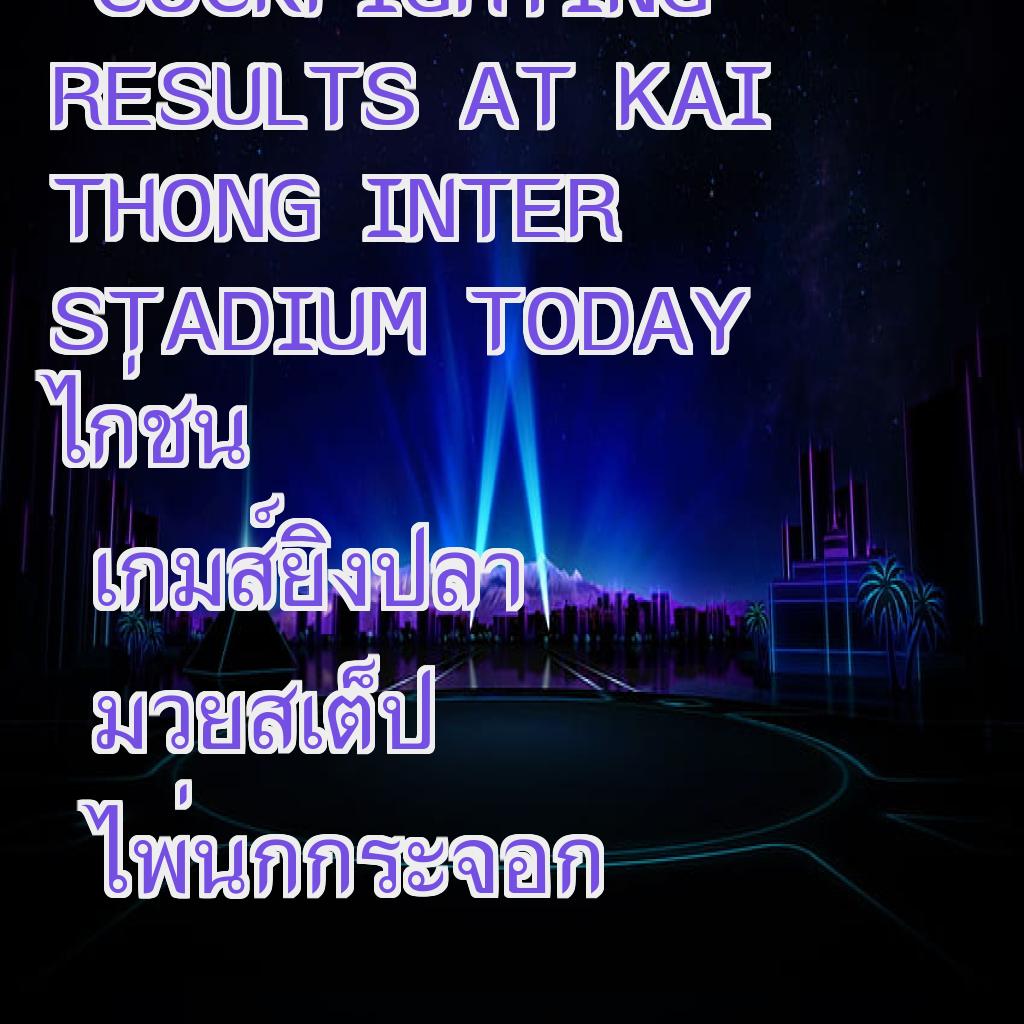 COCKFIGHTING
RESULTS AT KAI
THONG INTER
STADIUM TODAY
ไก่ชน
เกมส์ยิงปลา
มวยสเต็ป
ไพ่นกกระจอก